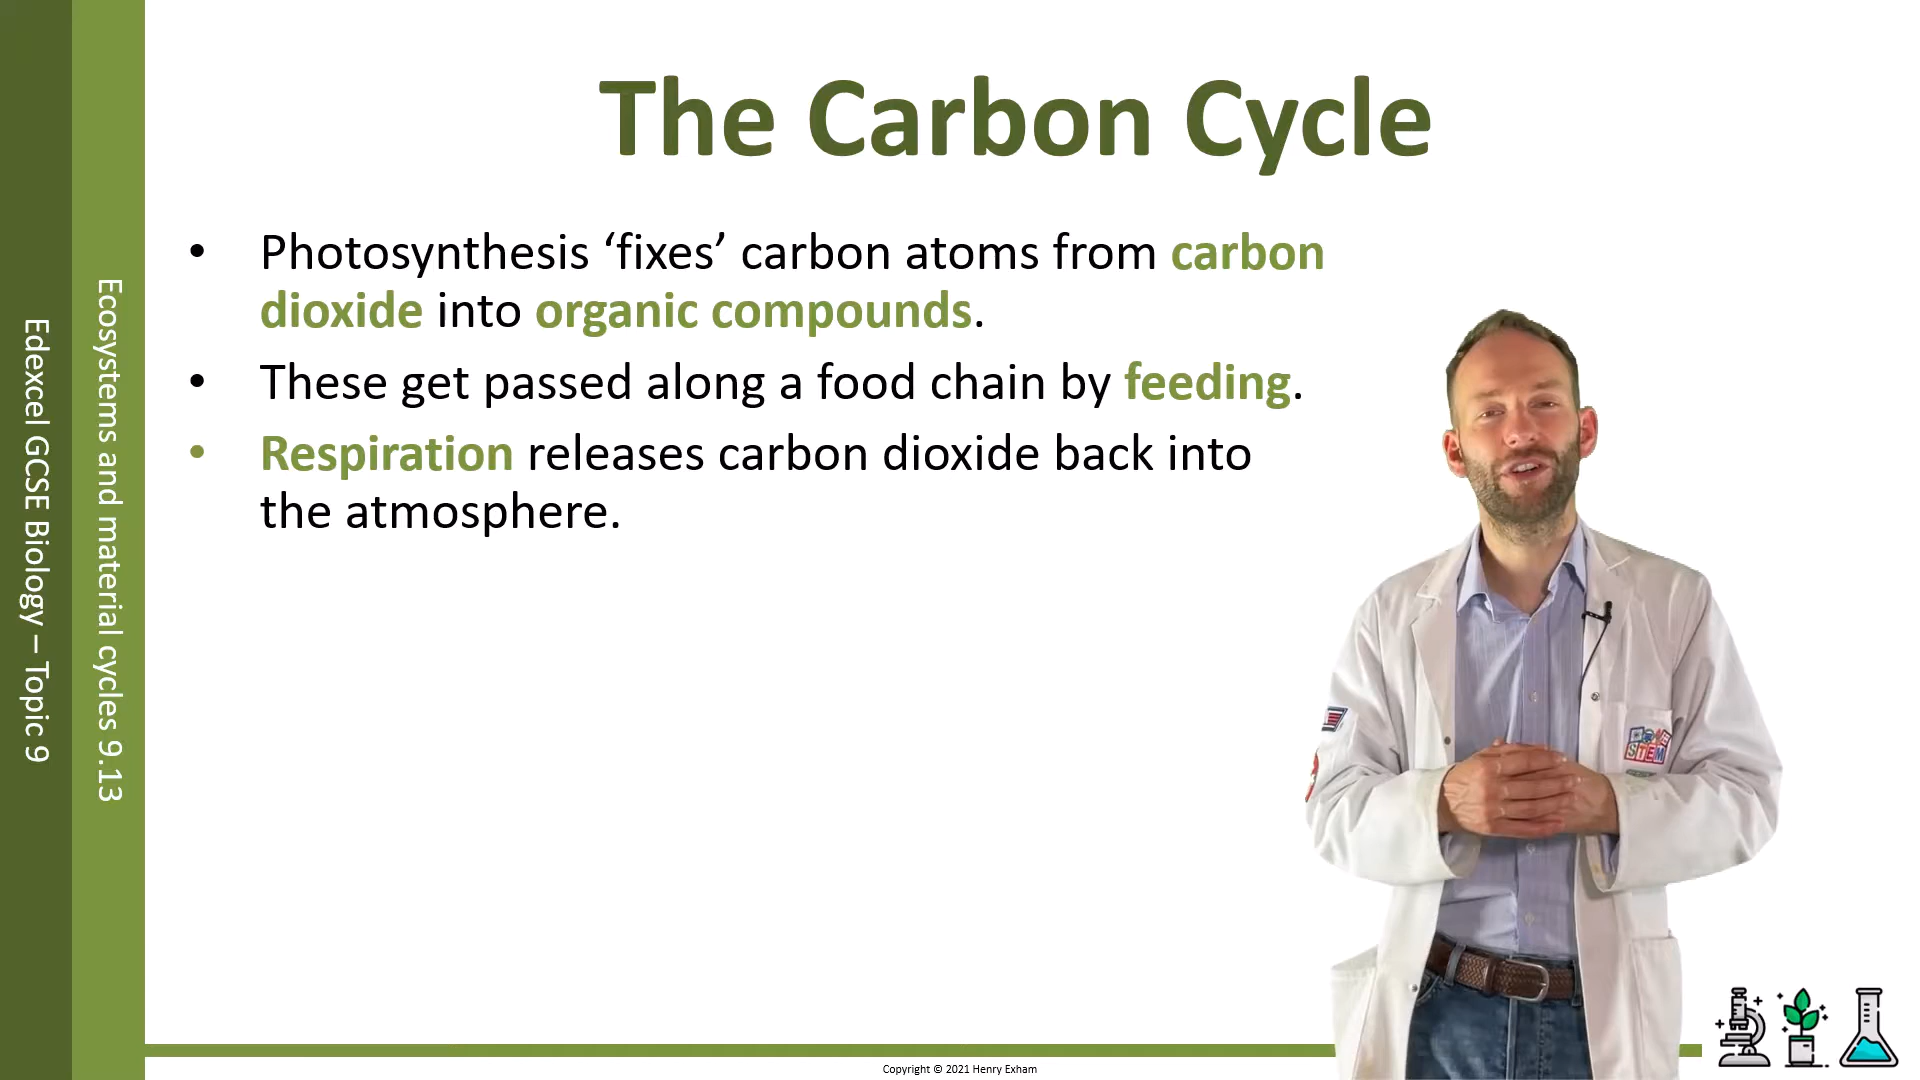 The Carbon Cycle
• Photosynthesis ‘fixes’ carbon atoms from carbon
dioxide into organic compounds.
• These get passed along a food chain by feeding.
• Respiration releases carbon dioxide back into
the atmosphere.
Ecosystems and material cycles 9.13
Edexcel GCSE Biology – Topic 9
STEM
Copyright © 2021 Henry Exham